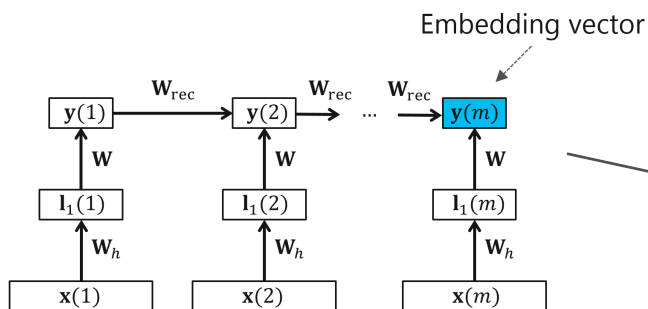 Embedding vector
W_rec W_rec W_rec
y(1) y(2) ... y(m)
W W W
l_1(1) l_1(2) l_1(m)
W_h W_h W_h
x(1) x(2) x(m)